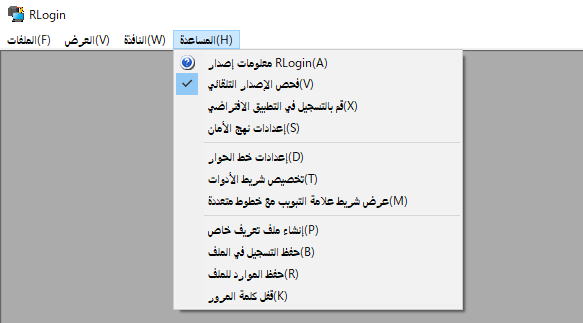 RLogin
الملفات(F) العرض(V) النافذة(W) المساعدة(H)
معلومات إصدار RLogin(A)
فحص الإصدار التلقائي(V)
قم بالتسجيل في التطبيق الافتراضي(X)
إعدادات نهج الأمان(S)
إعدادات خط الحوار(D)
تخصيص شريط الأدوات(T)
عرض شريط علامة التبويب مع خطوط متعددة(M)
إنشاء ملف تعريف خاص(P)
حفظ التسجيل في الملف(B)
حفظ الموارد للملف(R)
قفل كلمة المرور(K)